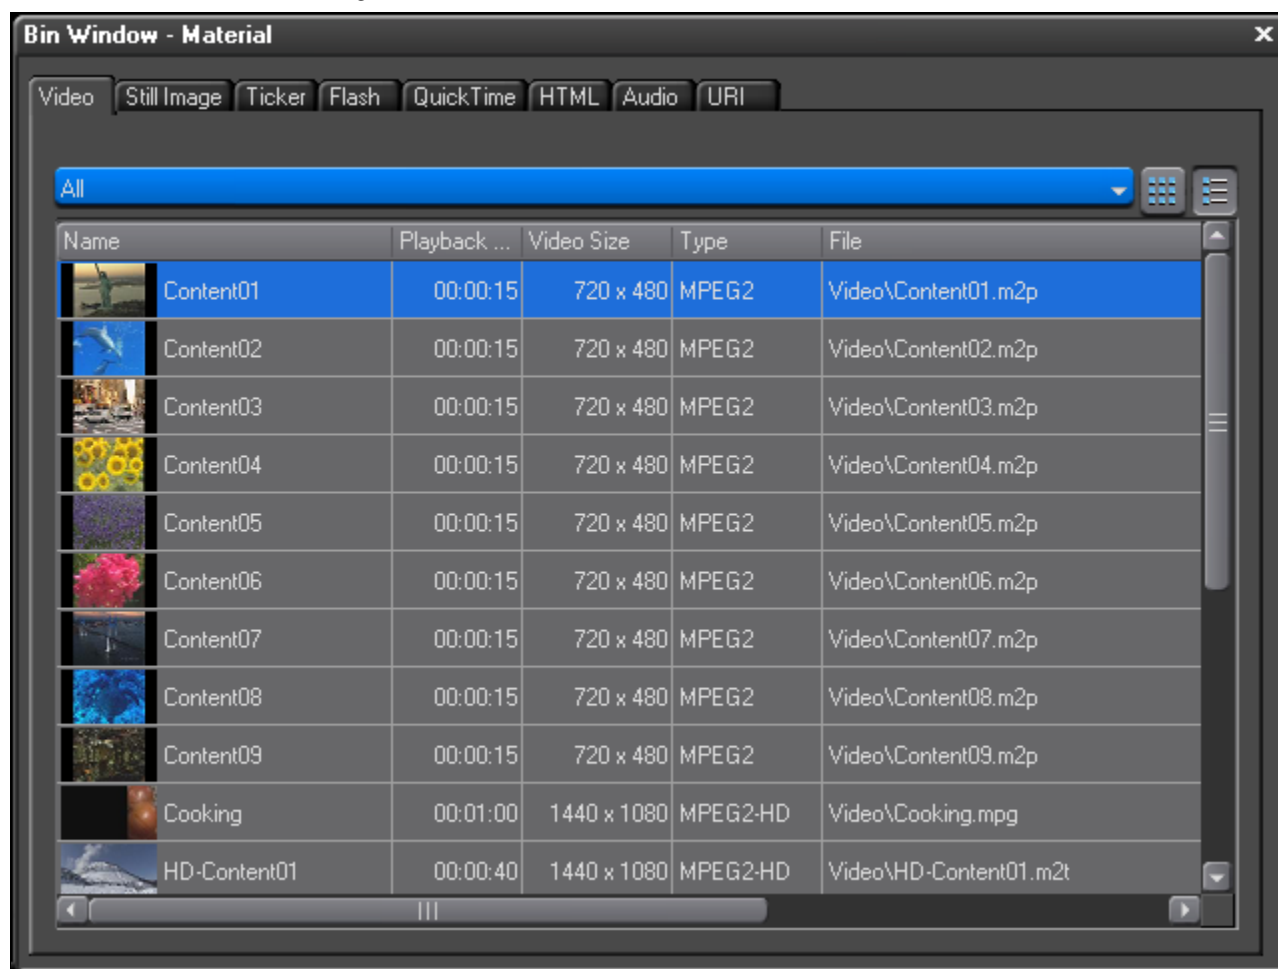 Bin Window - Material
Video Still Image Ticker Flash QuickTime HTML Audio URI
All
Name Playback ... Video Size Type File
Content01 00:00:15 720 x 480 MPEG2 Video\Content01.m2p
Content02 00:00:15 720 x 480 MPEG2 Video\Content02.m2p
Content03 00:00:15 720 x 480 MPEG2 Video\Content03.m2p
Content04 00:00:15 720 x 480 MPEG2 Video\Content04.m2p
Content05 00:00:15 720 x 480 MPEG2 Video\Content05.m2p
Content06 00:00:15 720 x 480 MPEG2 Video\Content06.m2p
Content07 00:00:15 720 x 480 MPEG2 Video\Content07.m2p
Content08 00:00:15 720 x 480 MPEG2 Video\Content08.m2p
Content09 00:00:15 720 x 480 MPEG2 Video\Content09.m2p
Cooking 00:01:00 1440 x 1080 MPEG2-HD Video\Cooking.mpg
HD-Content01 00:00:40 1440 x 1080 MPEG2-HD Video\HD-Content01.m2t